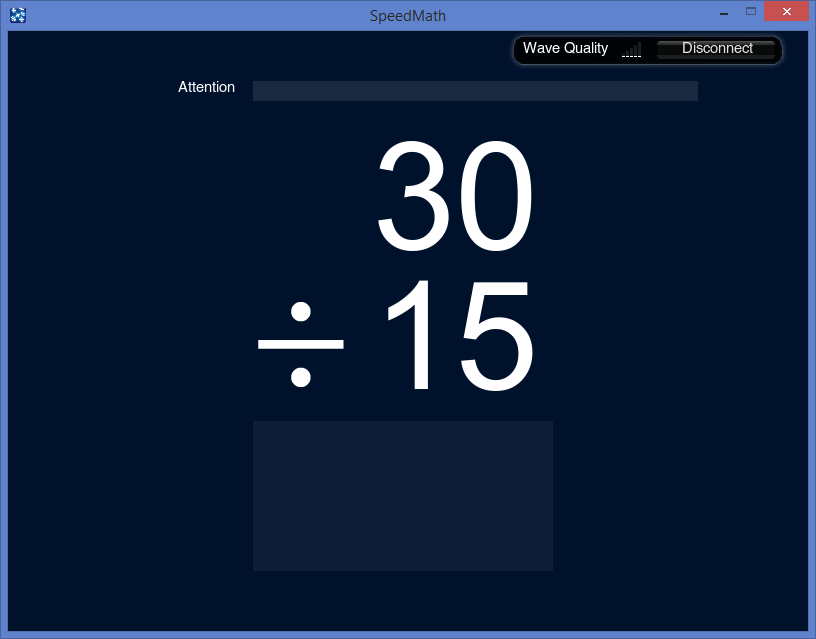 SpeedMath
Wave Quality Disconnect
Attention
30
÷ 15